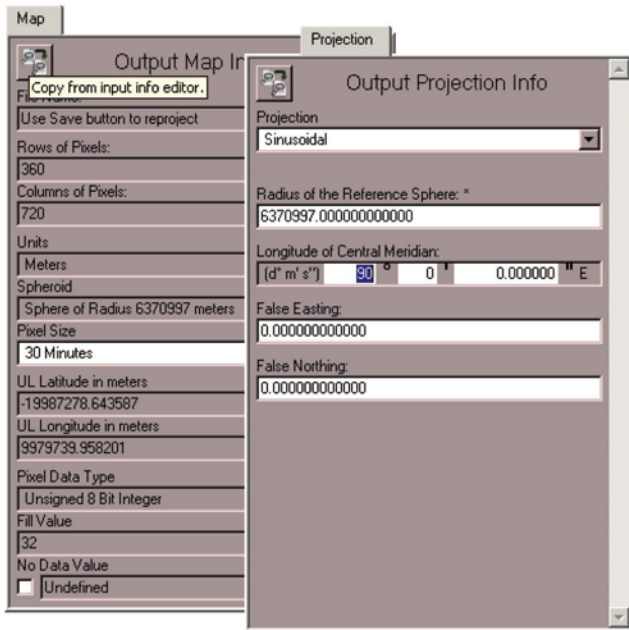 Map
Output Map In
Copy from input info editor.
File Name:
Use Save button to reproject
Rows of Pixels:
360
Columns of Pixels:
720
Units
Meters
Spheroid
Sphere of Radius 6370997 meters
Pixel Size
30 Minutes
UL Latitude in meters
-19987278.643587
UL Longitude in meters
9979739.958201
Pixel Data Type
Unsigned 8 Bit Integer
Fill Value
32
No Data Value
Undefined
Projection
Output Projection Info
Projection
Sinusoidal
Radius of the Reference Sphere: *
6370997.000000000000
Longitude of Central Meridian:
(d° m' s") 90 ° 0 ' 0.000000 " E
False Easting:
0.000000000000
False Northing:
0.000000000000